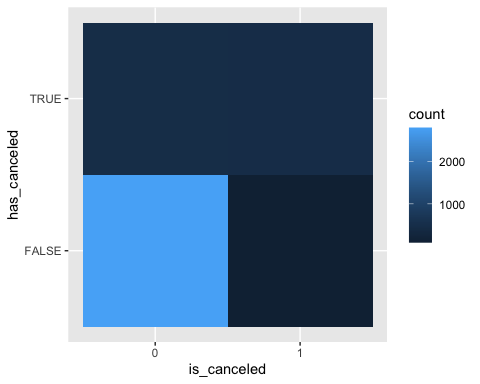 has_canceled
TRUE
FALSE
0
1
is_canceled
count
2000
1000